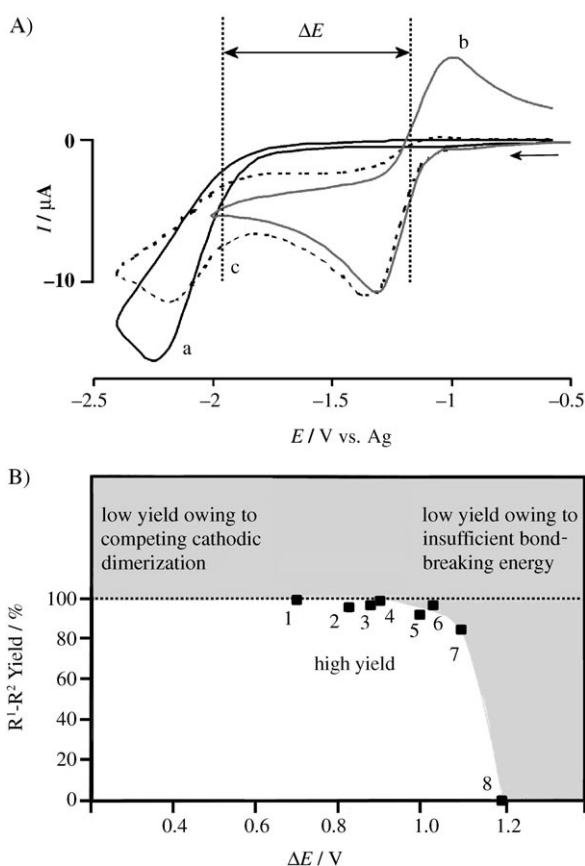 A)
ΔE
b
0
I / μA
c
–10
a
–2.5
–2
–1.5
–1
–0.5
E / V vs. Ag
B)
low yield owing to
competing cathodic
dimerization
low yield owing to
insufficient bond-
breaking energy
100
80
60
40
20
0
R¹-R² Yield / %
1
2
3
4
5
6
7
8
high yield
0.4
0.6
0.8
1.0
1.2
ΔE / V